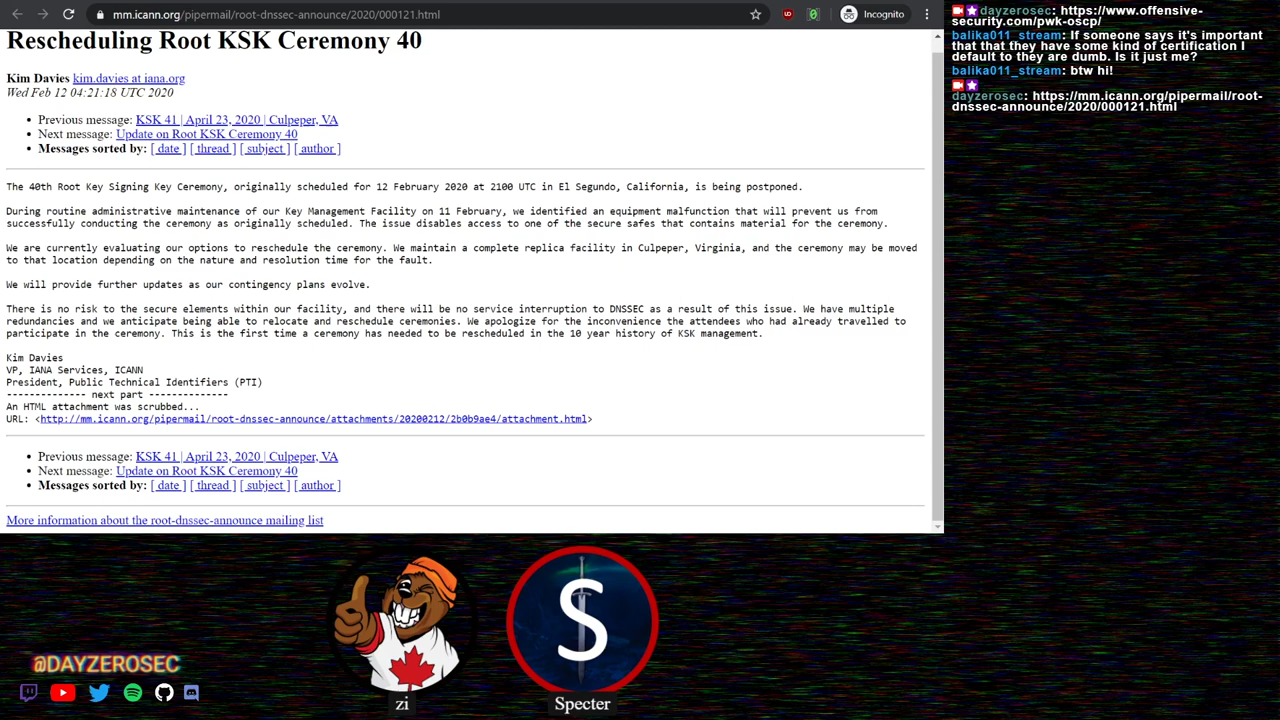 mm.icann.org/pipermail/root-dnssec-announce/2020/000121.html
Incognito
Rescheduling Root KSK Ceremony 40
Kim Davies kim.davies at iana.org
Wed Feb 12 04:21:18 UTC 2020
Previous message: KSK 41 | April 23, 2020 | Culpeper, VA
Next message: Update on Root KSK Ceremony 40
Messages sorted by: [ date ] [ thread ] [ subject ] [ author ]
The 40th Root Key Signing Key Ceremony, originally scheduled for 12 February 2020 at 2100 UTC in El Segundo, California, is being postponed.
During routine administrative maintenance of our Key Management Facility on 11 February, we identified an equipment malfunction that will prevent us from
successfully conducting the ceremony as originally scheduled. The issue disables access to one of the secure safes that contains material for the ceremony.
We are currently evaluating our options to reschedule the ceremony. We maintain a complete replica facility in Culpeper, Virginia, and the ceremony may be moved
to that location depending on the nature and resolution time for the fault.
We will provide further updates as our contingency plans evolve.
There is no risk to the secure elements within our facility, and there will be no service interruption to DNSSEC as a result of this issue. We have multiple
redundancies and we anticipate being able to relocate and reschedule ceremonies. We apologize for the inconvenience the attendees who had already travelled to
participate in the ceremony. This is the first time a ceremony has needed to be rescheduled in the 10 year history of KSK management.
Kim Davies
VP, IANA Services, ICANN
President, Public Technical Identifiers (PTI)
-------------- next part --------------
An HTML attachment was scrubbed...
URL: <http://mm.icann.org/pipermail/root-dnssec-announce/attachments/20200212/2b0b9ae4/attachment.html>
Previous message: KSK 41 | April 23, 2020 | Culpeper, VA
Next message: Update on Root KSK Ceremony 40
Messages sorted by: [ date ] [ thread ] [ subject ] [ author ]
More information about the root-dnssec-announce mailing list
dayzerosec: https://www.offensive-
security.com/pwk-oscp/
balika011_stream: If someone says it's important
that that they have some kind of certification I
default to they are dumb. Is it just me?
balika011_stream: btw hi!
dayzerosec: https://mm.icann.org/pipermail/root-
dnssec-announce/2020/000121.html
S
@DAYZEROSEC
zi
Specter